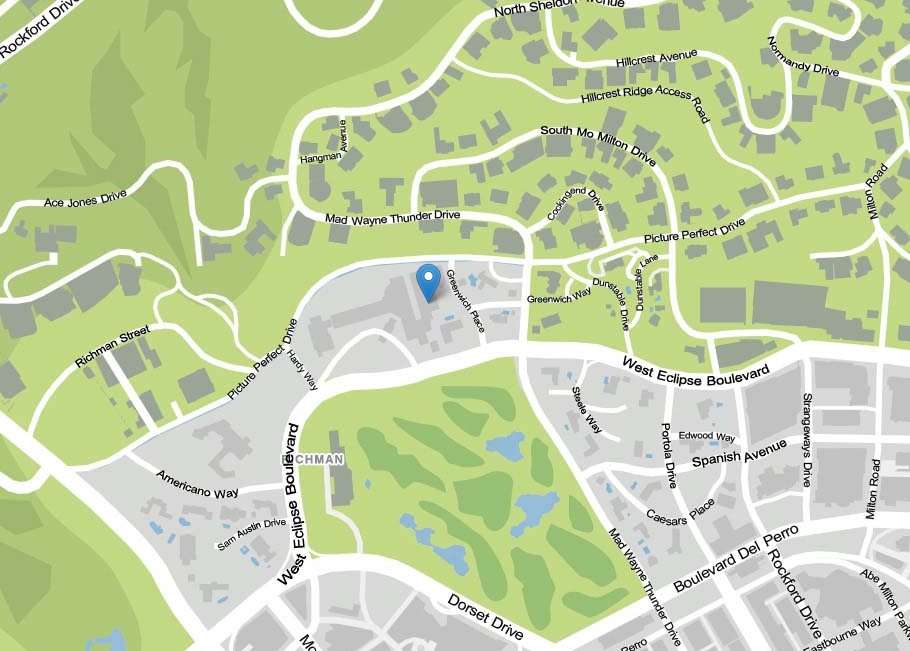 Rockford Drive
North Sheldon Avenue
Normandy Drive
Hillcrest Avenue
Hillcrest Ridge Access Road
South Mo Milton Drive
Hangman Avenue
Ace Jones Drive
Mad Wayne Thunder Drive
Cockingend Drive
Milton Road
Picture Perfect Drive
Greenwich Place
Greenwich Way
Dunstable Drive
Dunstable Lane
Richman Street
Picture Perfect Drive
Hardy Way
West Eclipse Boulevard
Steele Way
Strangeways Drive
Portola Drive
Edwood Way
Spanish Avenue
CHMAN
Americano Way
West Eclipse Boulevard
Milton Road
Caesars Place
Sam Austin Drive
Mad Wayne Thunder Drive
Boulevard Del Perro
Rockford Drive
Abe Milton Park
Dorset Drive
Eastbourne Way
Perro
Mo